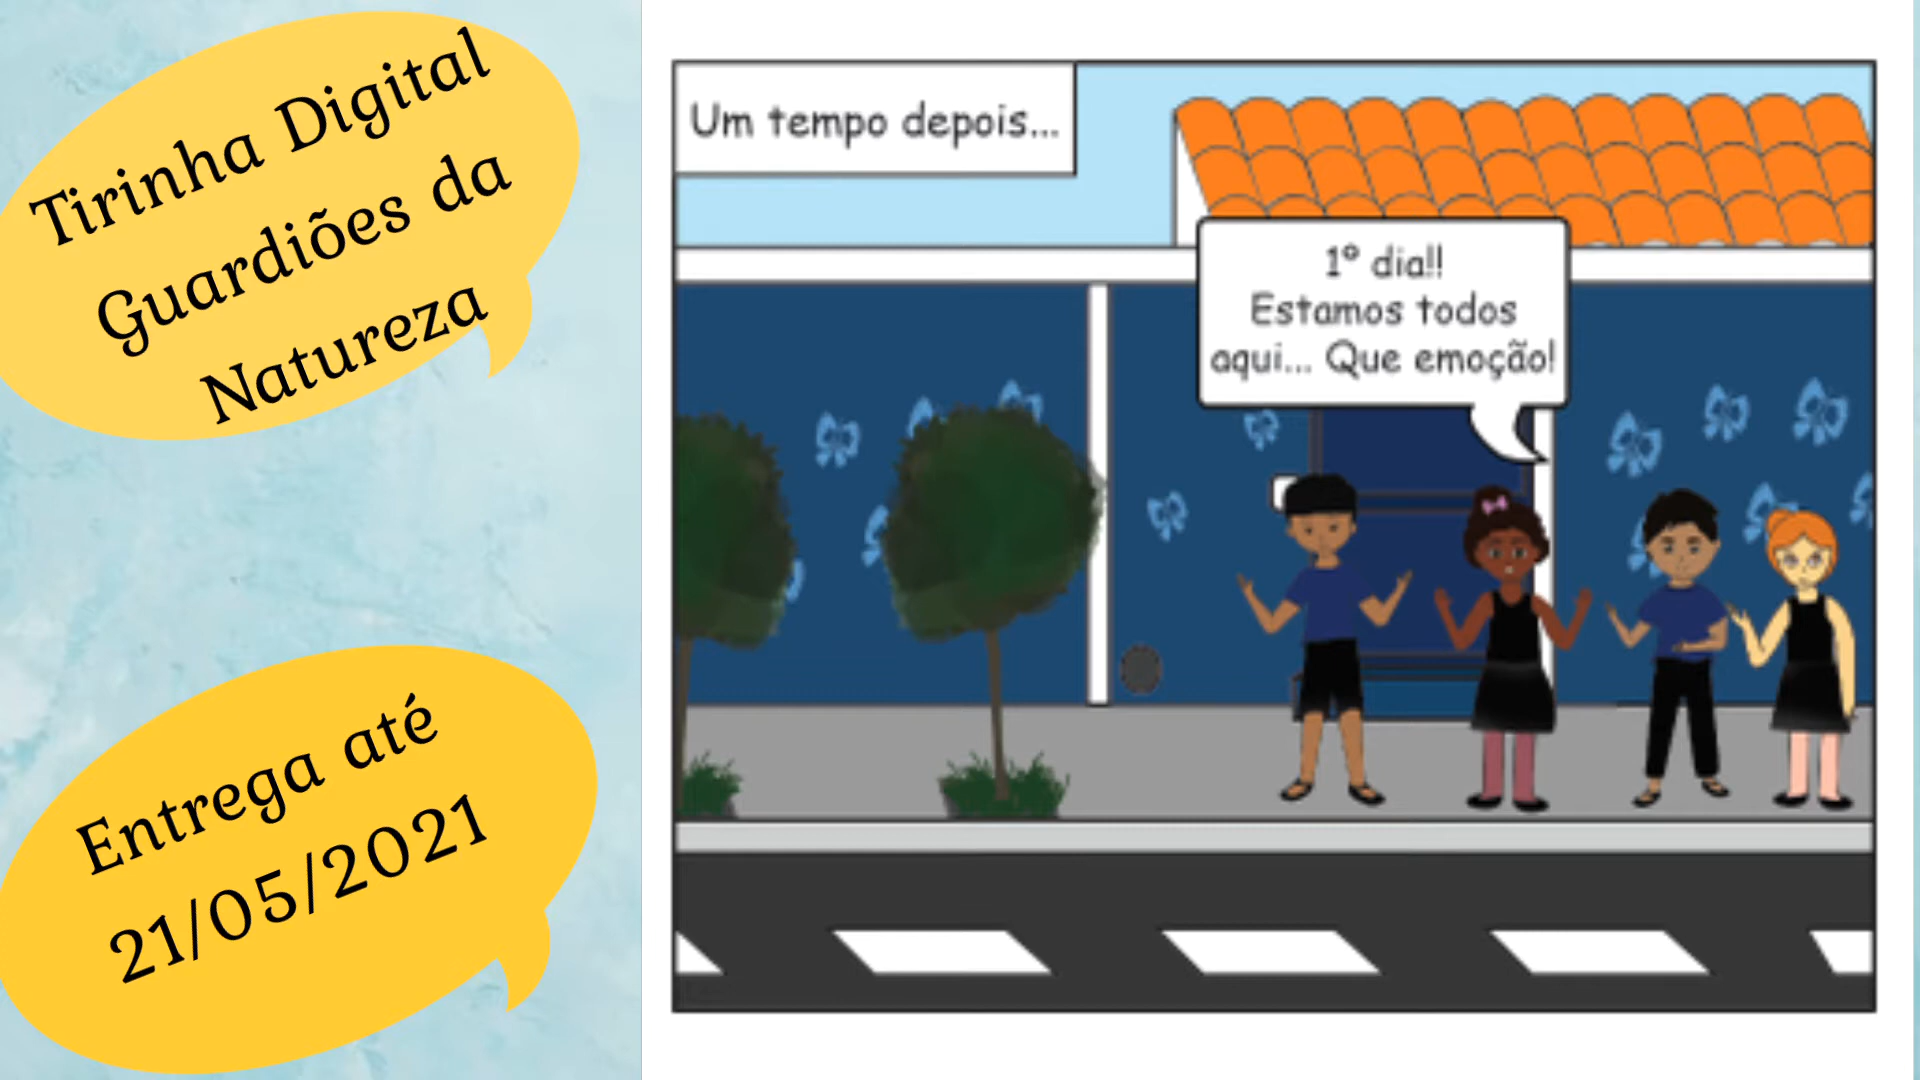 Tirinha Digital
Guardiões da
Natureza
Entrega até
21/05/2021
Um tempo depois...
1º dia!!
Estamos todos
aqui... Que emoção!